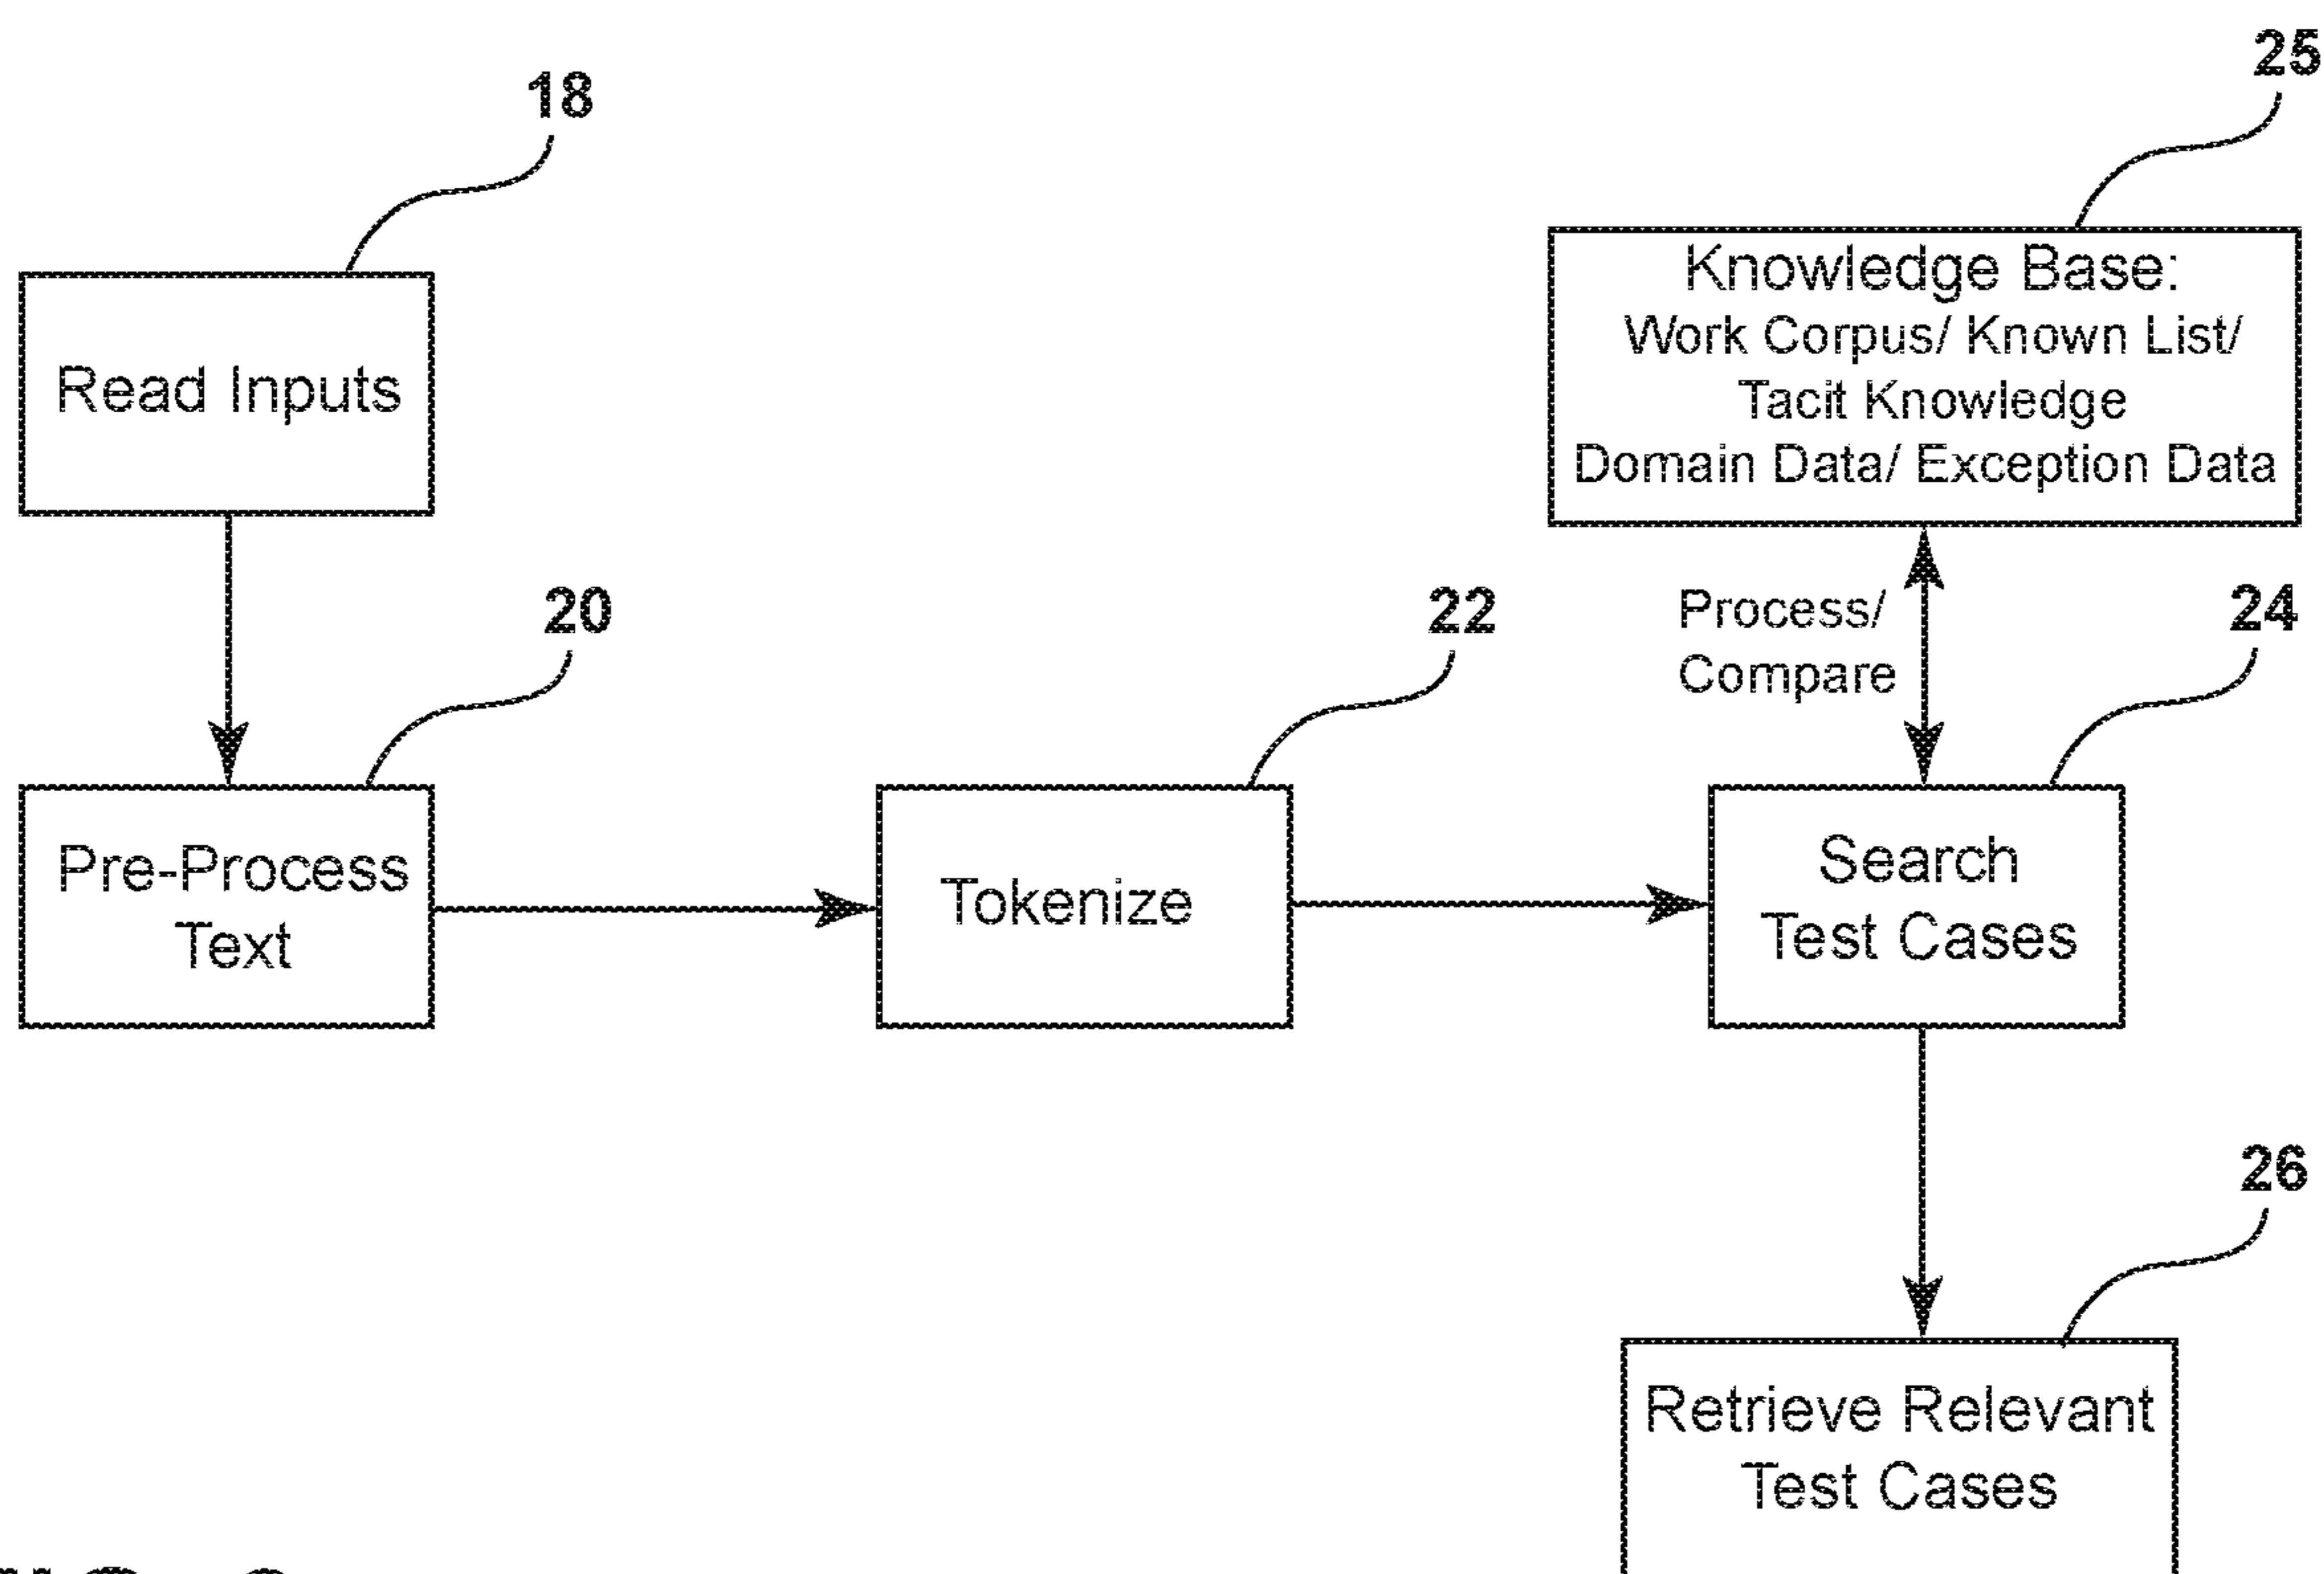 18
25
Read Inputs
Knowledge Base:
Work Corpus/ Known List/
Tacit Knowledge
Domain Data/ Exception Data
20
22
Process/
Compare
24
Pre-Process
Text
Tokenize
Search
Test Cases
26
Retrieve Relevant
Test Cases